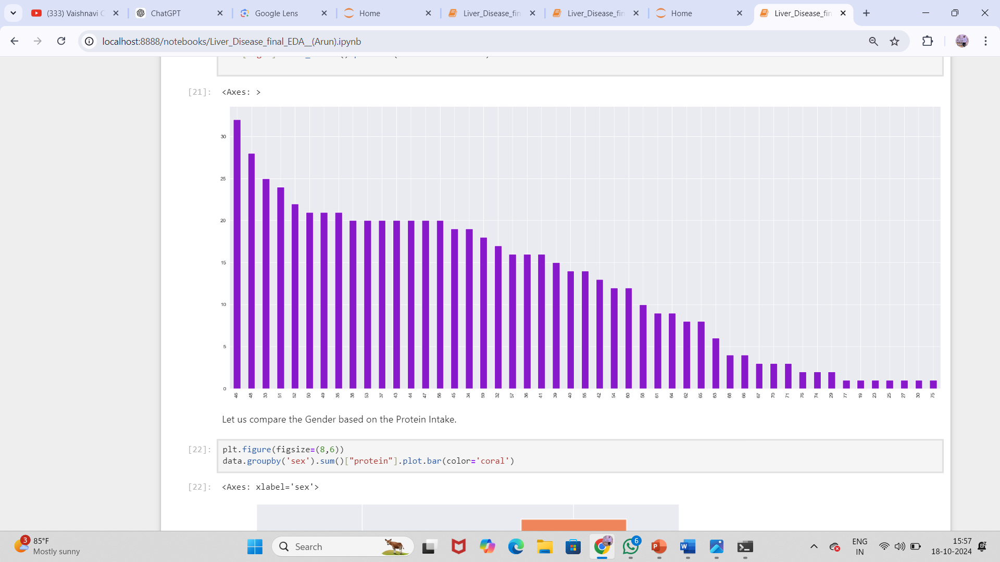 (333) Vaishnavi
ChatGPT
Google Lens
Home
Liver_Disease_fin
Liver_Disease_fin
Home
Liver_Disease_fin
localhost:8888/notebooks/Liver_Disease_final_EDA__(Arun).ipynb
[21]: <Axes: >
30
25
20
15
10
5
0
46 48 33 51 52 50 49 35 38 53 37 43 44 47 56 45 34 59 32 57 36 41 39 40 55 42 54 60 58 61 64 62 65 63 68 66 67 70 71 76 74 29 77 19 23 25 27 30 75
Let us compare the Gender based on the Protein Intake.
[22]: plt.figure(figsize=(8,6))
data.groupby('sex').sum()["protein"].plot.bar(color='coral')
[22]: <Axes: xlabel='sex'>
3
85°F
Mostly sunny
Search
6
ENG
IN
15:57
18-10-2024